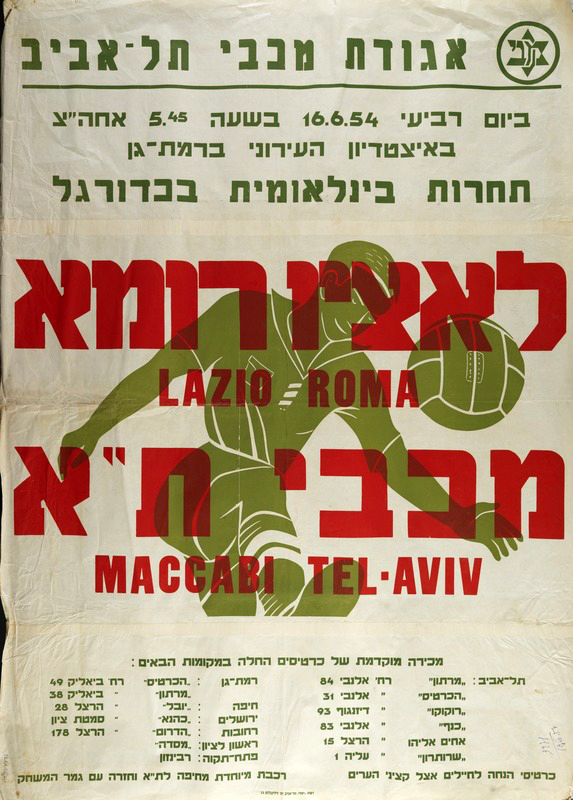 אגודת מכבי תל־אביב
ביום רביעי 16.6.54 בשעה 5.45 אחה״צ
באיצטדיון העירוני ברמת־גן
תחרות בינלאומית בכדורגל
לאציו רומא
LAZIO ROMA
מכבי ת״א
MACCABI TEL·AVIV
מכירה מוקדמת של כרטיסים החלה במקומות הבאים:
תל־אביב: „מרתון" רח׳ אלנבי 84
„הכרטיס" " אלנבי 31
„רוקוקו" " דיזנגוף 93
„כנף" " אלנבי 83
אחים אליהו " הרצל 15
„שרותרון" " עליה 1
רמת־גן: „הכרטיס־ רח׳ ביאליק 49
„מרתון־ " ביאליק 38
חיפה: „יובל־ " הרצל 28
ירושלים: „כהנא־ " סמטת ציון
רחובות: „הדרום־ " הרצל 178
ראשון לציון: „מסדה־
פתח־תקוה: רבינזון
כרטיסי הנחה לחיילים אצל קציני הערים
רכבת מיוחדת מחיפה לת״א וחזרה עם גמר המשחק